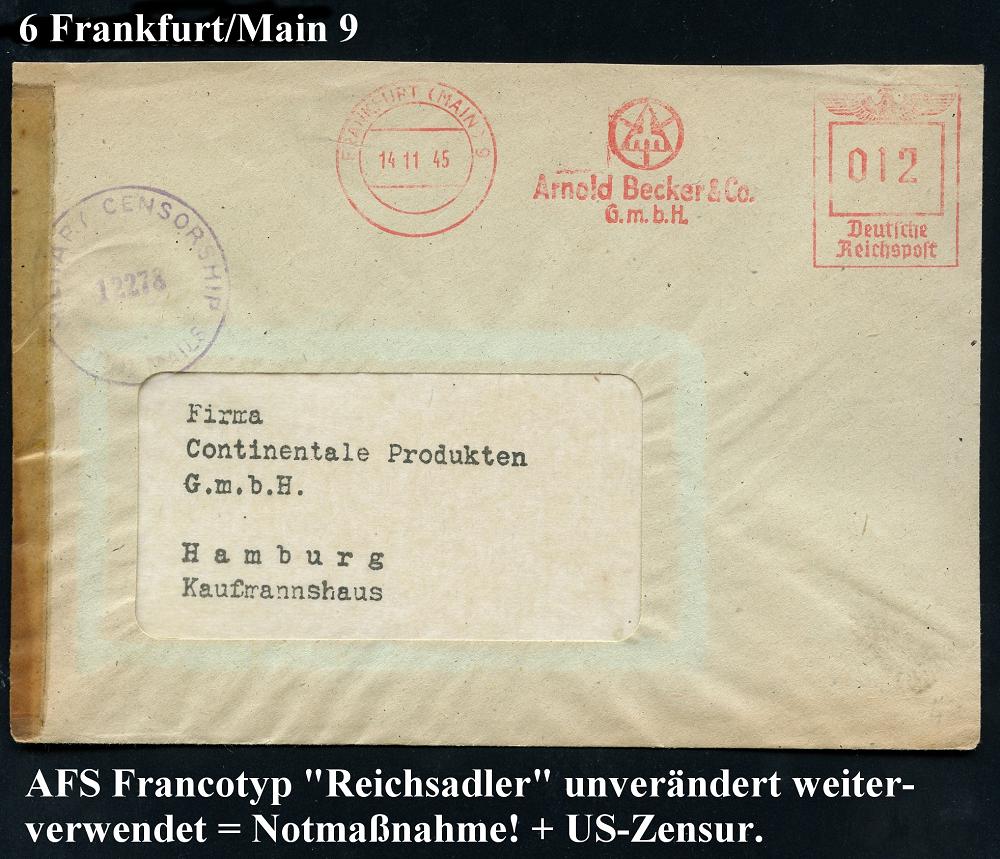 6 Frankfurt/Main 9
FRANKFURT (MAIN) 9
14 11 45
Arnold Becker & Co.
G.m.b.H.
012
Deutsche
Reichspost
CENSORSHIP
12278
MAILS
Firma
Continentale Produkten
G.m.b.H.
Hamburg
Kaufmannshaus
AFS Francotyp "Reichsadler" unverändert weiter-
verwendet = Notmaßnahme! + US-Zensur.